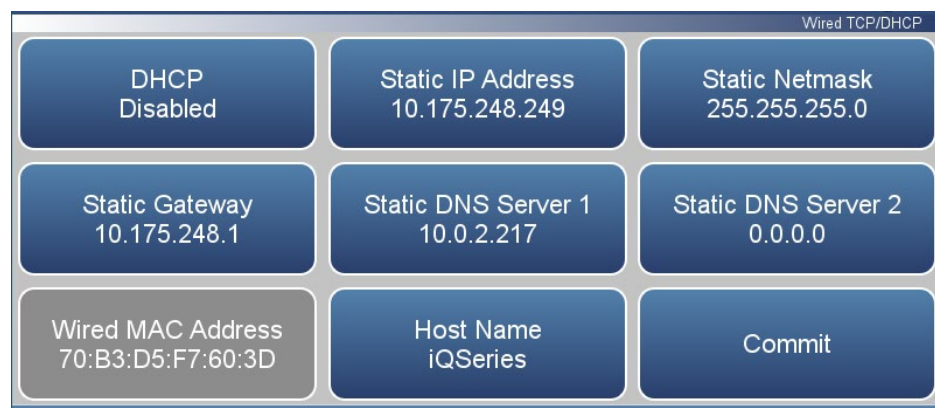 Wired TCP/DHCP
DHCP
Disabled
Static IP Address
10.175.248.249
Static Netmask
255.255.255.0
Static Gateway
10.175.248.1
Static DNS Server 1
10.0.2.217
Static DNS Server 2
0.0.0.0
Wired MAC Address
70:B3:D5:F7:60:3D
Host Name
iQSeries
Commit